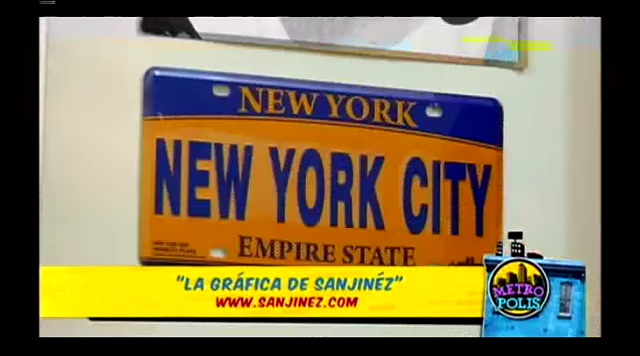 NEW YORK
NEW YORK CITY
EMPIRE STATE
"LA GRÁFICA DE SANJINÉZ"
WWW.SANJINEZ.COM
METRO
POLIS